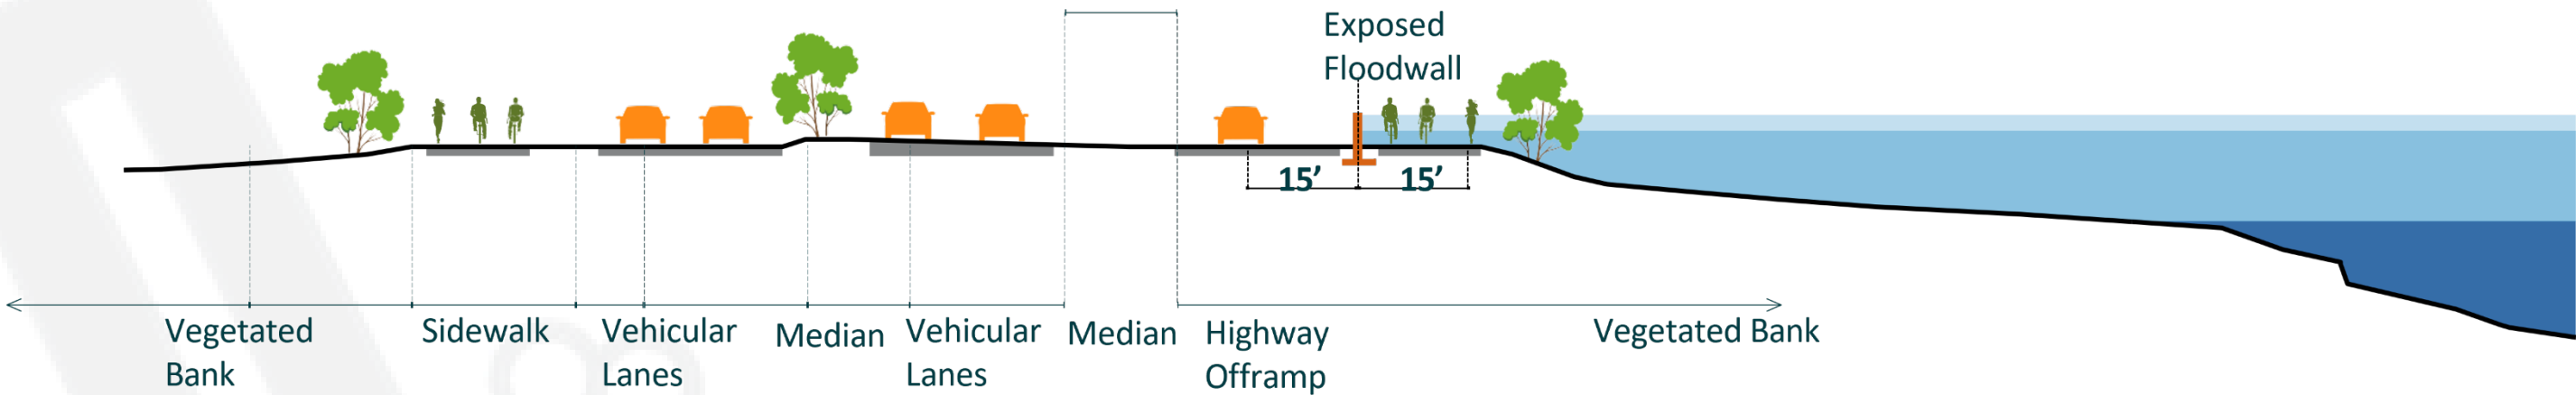 Exposed
Floodwall
15’ 15’
Vegetated
Bank
Sidewalk
Vehicular
Lanes
Median
Vehicular
Lanes
Median
Highway
Offramp
Vegetated Bank